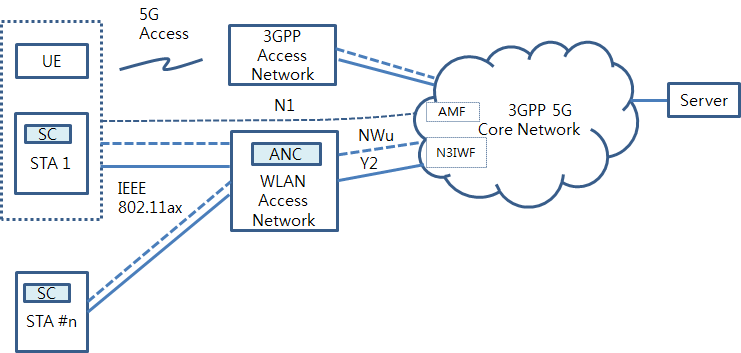 5G
Access
UE
3GPP
Access
Network
N1
SC
STA 1
AMF
3GPP 5G
Core Network
Server
NWu
ANC
Y2
N3IWF
WLAN
Access
Network
IEEE
802.11ax
SC
STA #n